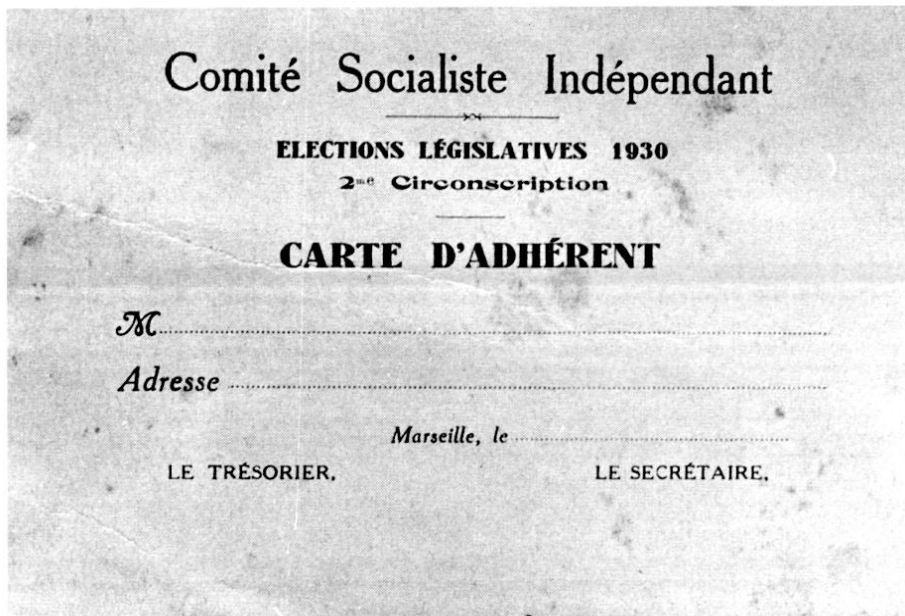 Comité Socialiste Indépendant
ELECTIONS LÉGISLATIVES 1930
2me Circonscription
CARTE D'ADHÉRENT
M
Adresse
Marseille, le
LE TRÉSORIER,
LE SECRÉTAIRE,